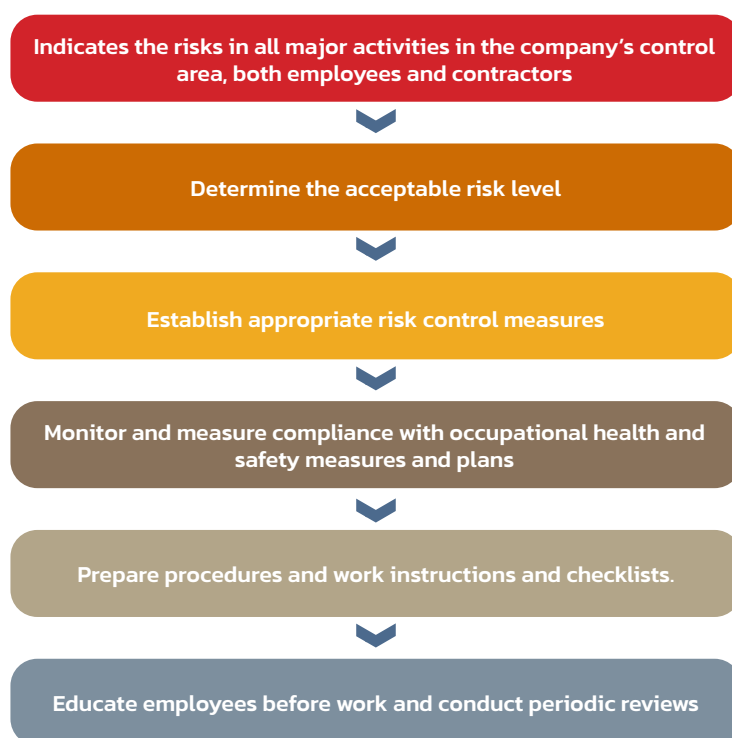 Indicates the risks in all major activities in the company’s control
area, both employees and contractors
Determine the acceptable risk level
Establish appropriate risk control measures
Monitor and measure compliance with occupational health and
safety measures and plans
Prepare procedures and work instructions and checklists.
Educate employees before work and conduct periodic reviews